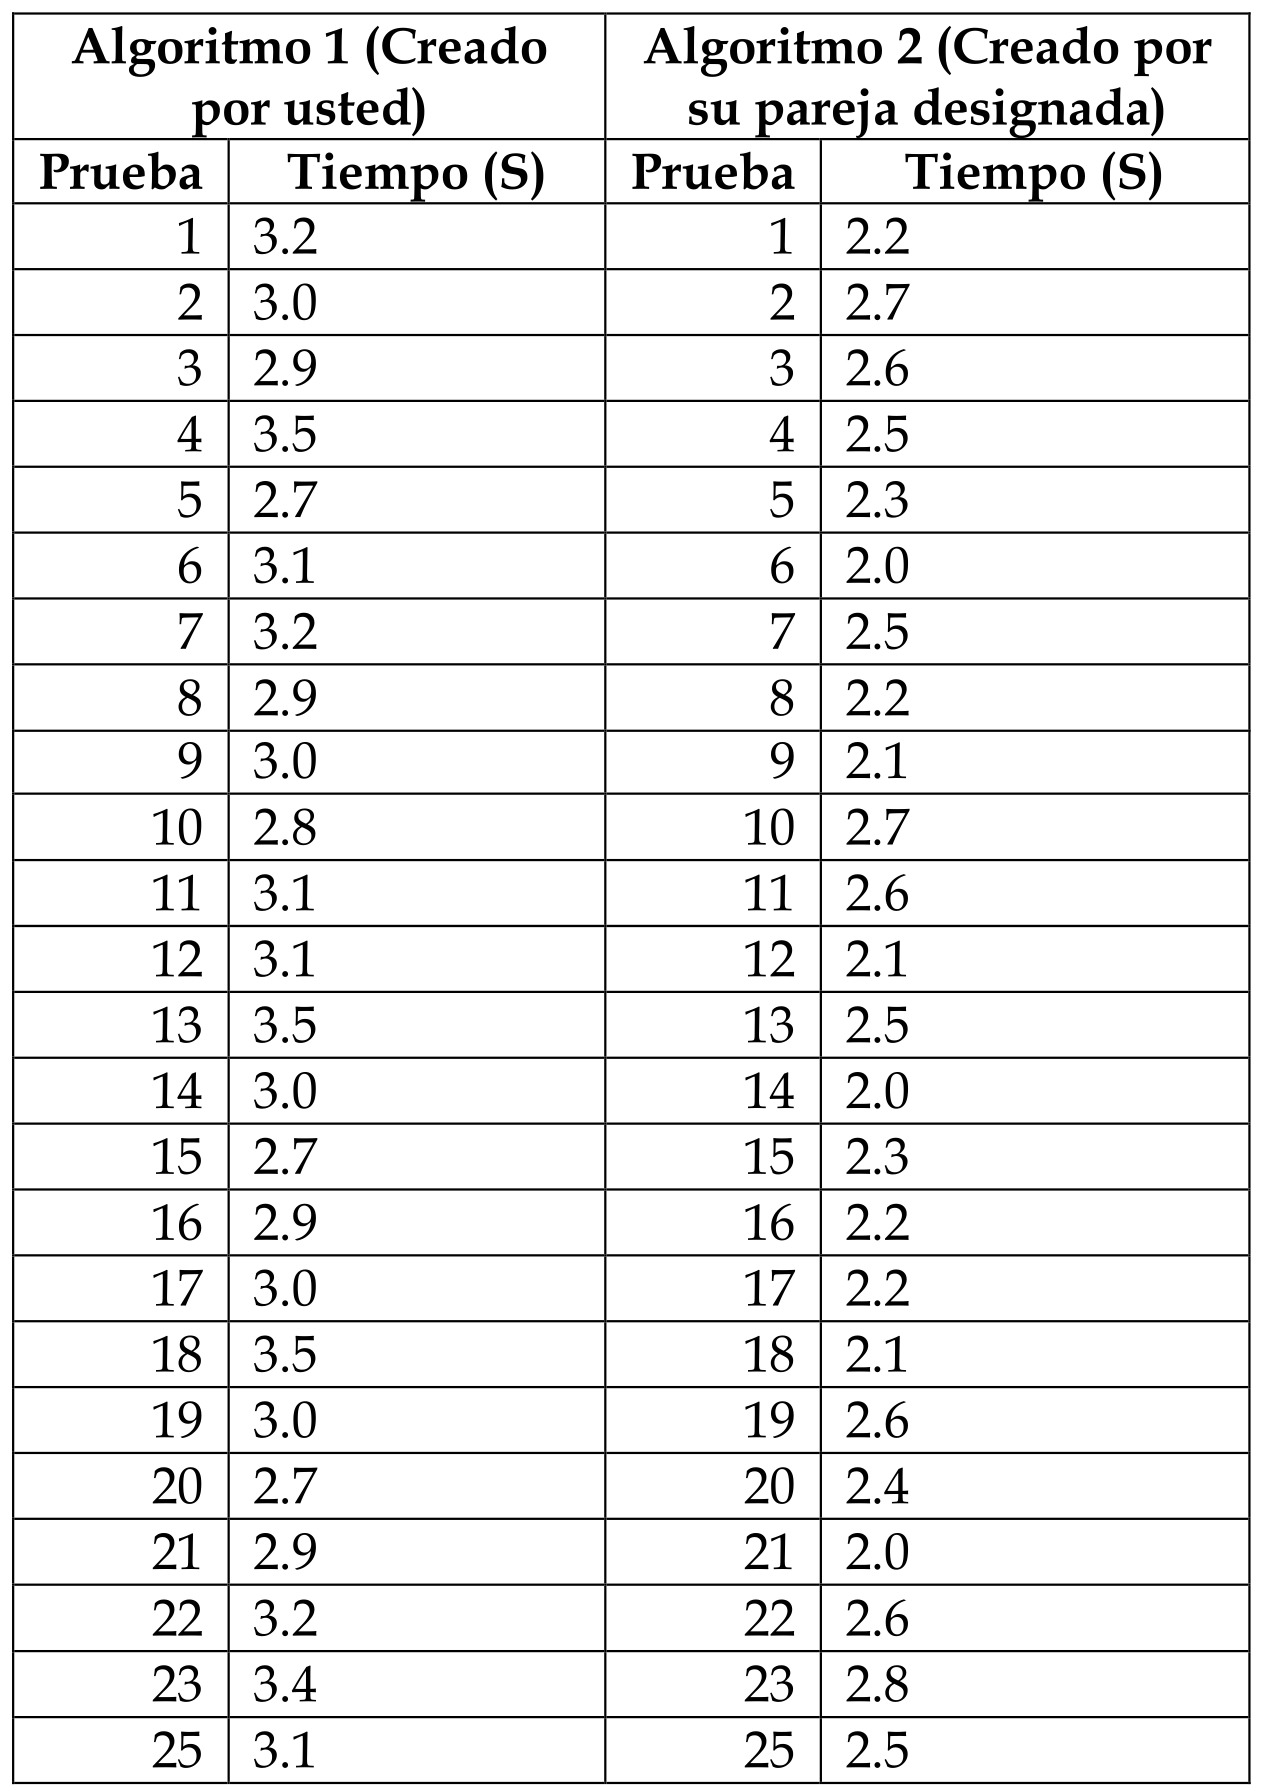 Algoritmo 1 (Creado por usted) Algoritmo 2 (Creado por su pareja designada)
Prueba Tiempo (S) Prueba Tiempo (S)
1 3.2 1 2.2
2 3.0 2 2.7
3 2.9 3 2.6
4 3.5 4 2.5
5 2.7 5 2.3
6 3.1 6 2.0
7 3.2 7 2.5
8 2.9 8 2.2
9 3.0 9 2.1
10 2.8 10 2.7
11 3.1 11 2.6
12 3.1 12 2.1
13 3.5 13 2.5
14 3.0 14 2.0
15 2.7 15 2.3
16 2.9 16 2.2
17 3.0 17 2.2
18 3.5 18 2.1
19 3.0 19 2.6
20 2.7 20 2.4
21 2.9 21 2.0
22 3.2 22 2.6
23 3.4 23 2.8
25 3.1 25 2.5